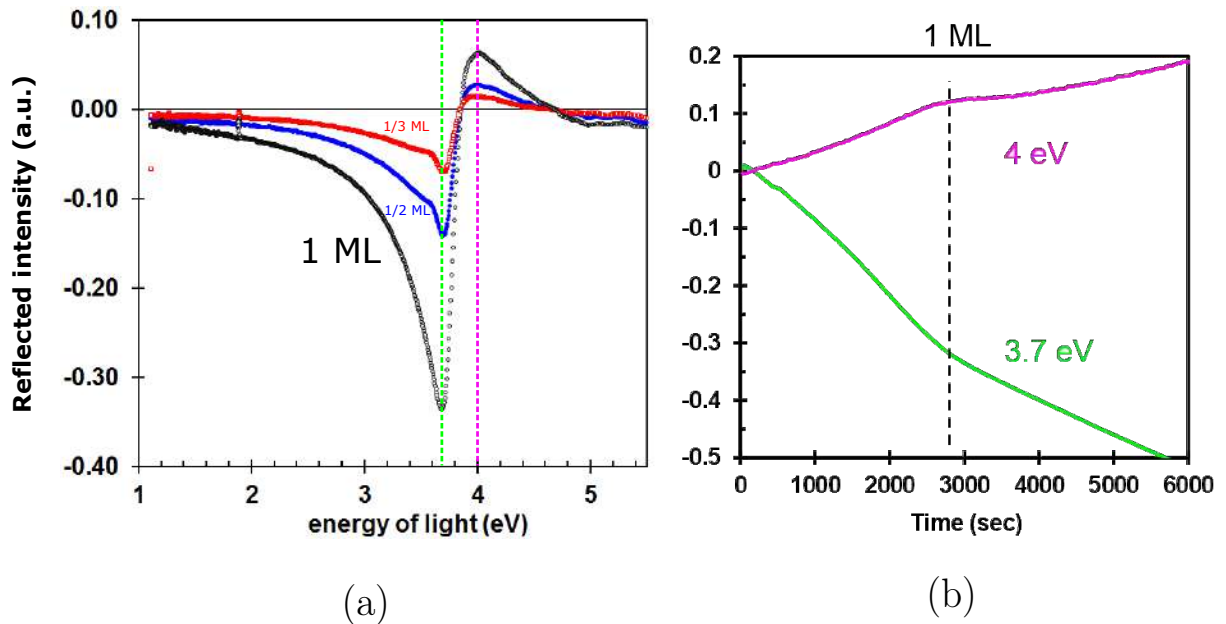 0.10
0.00
-0.10
-0.20
-0.30
-0.40
Reflected intensity (a.u.)
1/3 ML
1/2 ML
1 ML
1 2 3 4 5
energy of light (eV)
(a)
1 ML
0.2
0.1
0
-0.1
-0.2
-0.3
-0.4
-0.5
4 eV
3.7 eV
0 1000 2000 3000 4000 5000 6000
Time (sec)
(b)